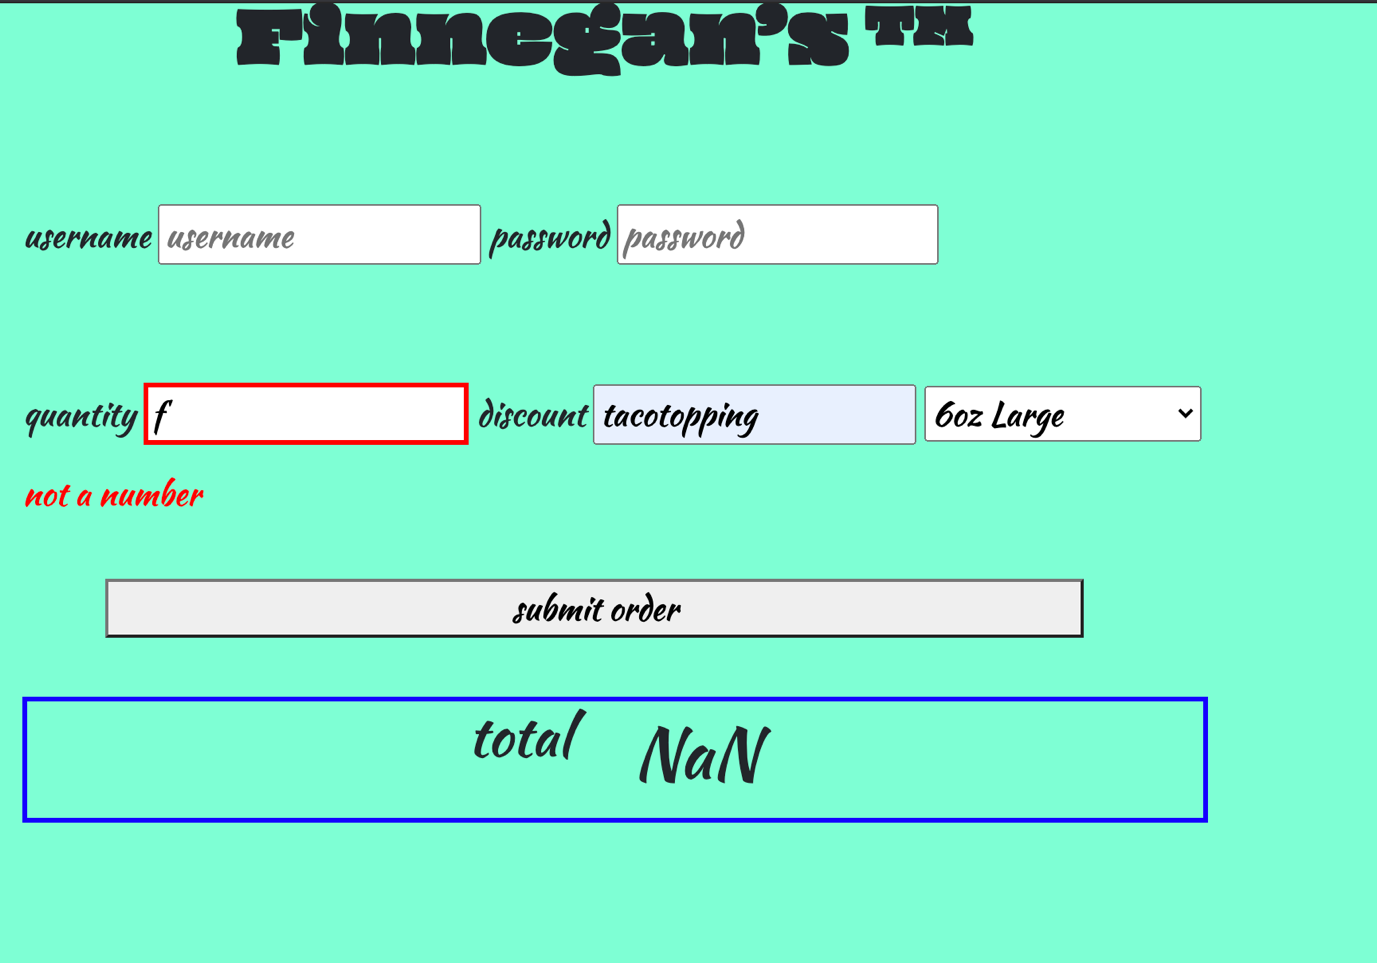 Finnegan's ™
username username password password
quantity f discount tacotopping 6oz Large
not a number
submit order
total NaN